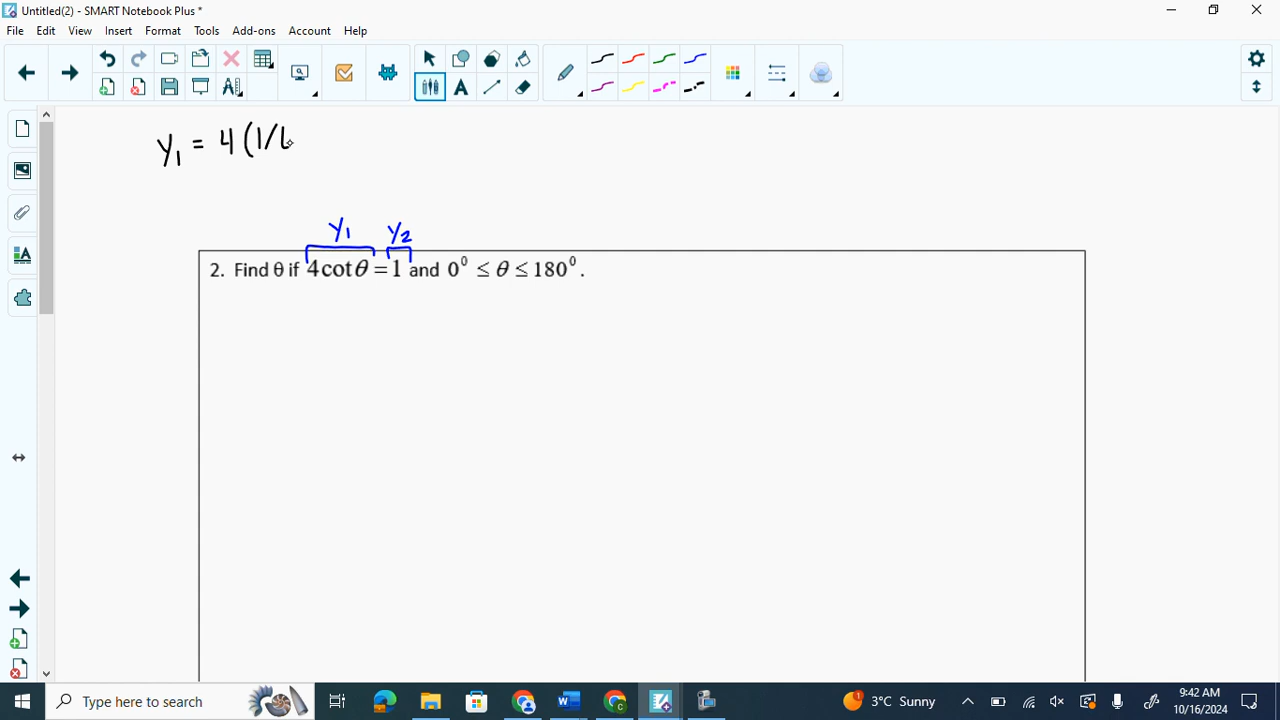 Untitled(2) - SMART Notebook Plus *
File Edit View Insert Format Tools Add-ons Account Help
y₁ = 4 (1/
y₁ y₂
2. Find θ if 4cotθ = 1 and 0⁰ ≤ θ ≤ 180⁰ .
Type here to search
1
3°C Sunny
9:42 AM
10/16/2024